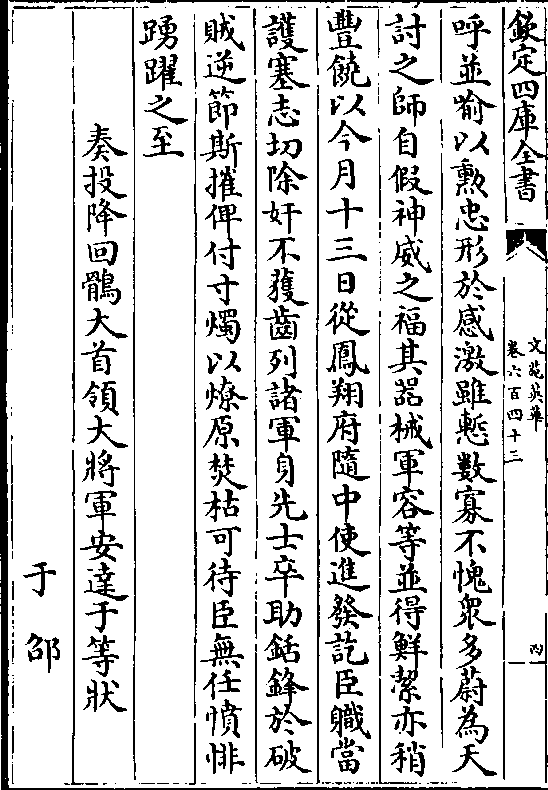 欽定四庫全書
文苑英華
卷六百四十三
四
呼並喻以勲忠形於感激雖慙數寡不愧衆多蔚為天
討之師自假神威之福其噐械軍容等並得鮮潔亦稍
豐饒以今月十三日從鳳翔府隨中使進發訖臣職當
護塞志切除奸不獲齒列諸軍身先士卒助銛鋒於破
賊逆節斯摧俾付寸燭以燎原焚枯可待臣無任憤悱
踴躍之至
奏投降回鶻大首領大將軍安達于等狀
于邵